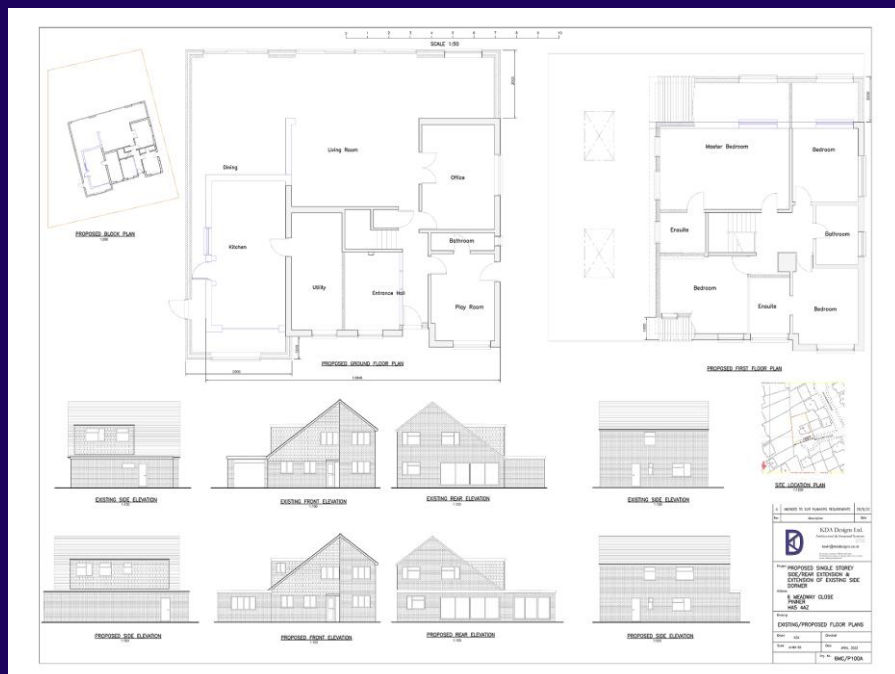 SCALE 1:50
Living Room
Dining
Office
Kitchen
Utility
Entrance Hall
Bathroom
Play Room
PROPOSED BLOCK PLAN
PROPOSED GROUND FLOOR PLAN
Master Bedroom
Bedroom
Ensuite
Bathroom
Bedroom
Ensuite
Bedroom
PROPOSED FIRST FLOOR PLAN
EXISTING SIDE ELEVATION
EXISTING FRONT ELEVATION
EXISTING REAR ELEVATION
EXISTING SIDE ELEVATION
SITE LOCATION PLAN
PROPOSED SIDE ELEVATION
PROPOSED FRONT ELEVATION
PROPOSED REAR ELEVATION
PROPOSED SIDE ELEVATION
KDA Designs Ltd.
PROPOSED SINGLE STOREY
SIDE/REAR EXTENSION &
EXTENSION OF EXISTING SIDE
DORMER
6 MEADWAY CLOSE
PINNER
HA5 4AZ
EXISTING/PROPOSED FLOOR PLANS
6MC/P100A